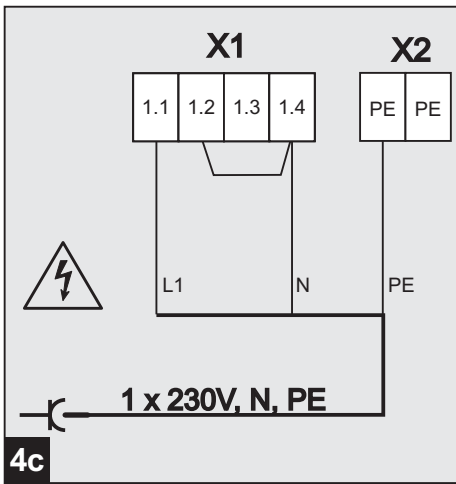 X1 X2
1.1 1.2 1.3 1.4 PE PE
L1 N PE
1 x 230V, N, PE
4c